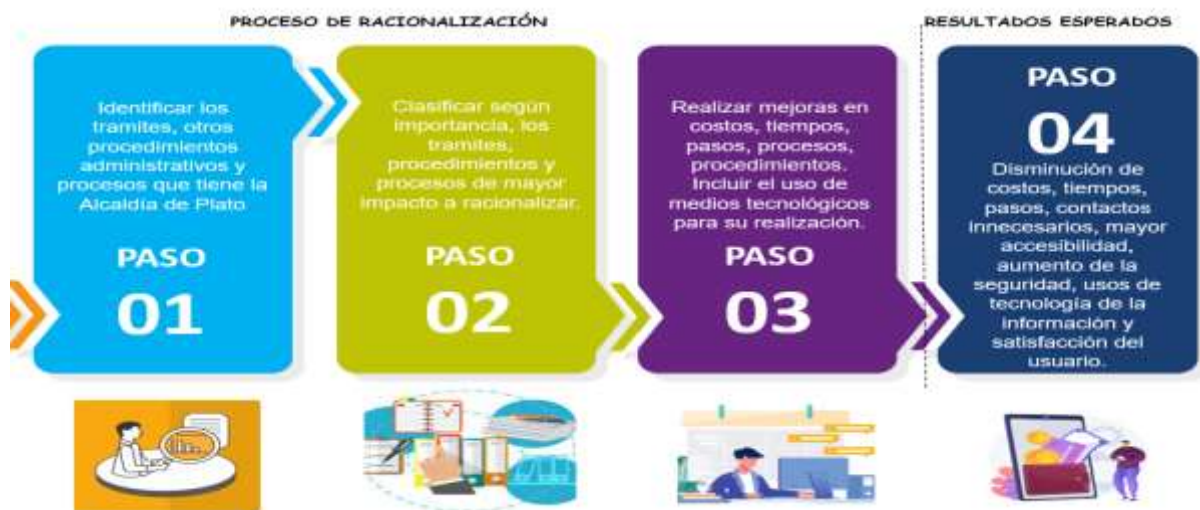 PROCESO DE RACIONALIZACIÓN
RESULTADOS ESPERADOS
Identificar los
tramites, otros
procedimientos
administrativos y
procesos que tiene la
Alcaldía de Plato
PASO
01
Clasificar según
importancia, los
tramites,
procedimientos y
procesos de mayor
impacto a racionalizar.
PASO
02
Realizar mejoras en
costos, tiempos,
pasos, procesos,
procedimientos.
Incluir el uso de
medios tecnológicos
para su realización.
PASO
03
PASO
04
Disminución de
costos, tiempos,
pasos, contactos
innecesarios, mayor
accesibilidad,
aumento de la
seguridad, usos de
tecnología de la
información y
satisfacción del
usuario.